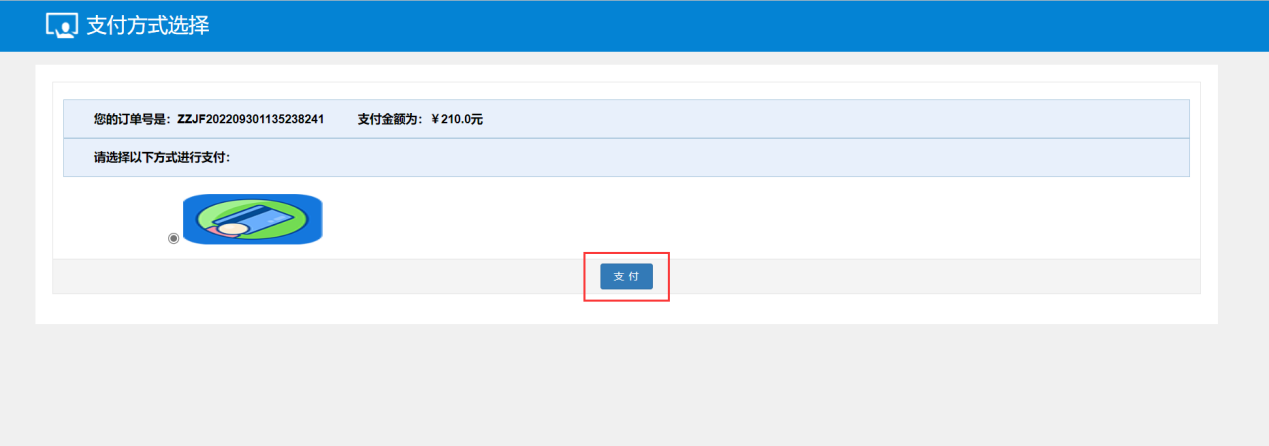 支付方式选择
您的订单号是：ZZJF202209301135238241 支付金额为：￥210.0元
请选择以下方式进行支付：
支 付